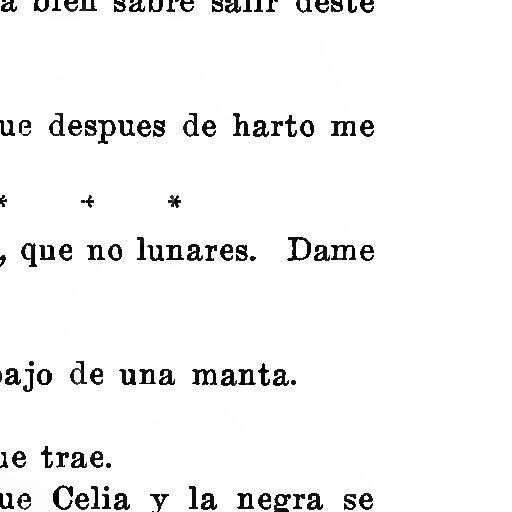 a bien sabre salir deste
ue despues de harto me
* + *
, que no lunares. Dame
bajo de una manta.
ue trae.
ue Celia y la negra se